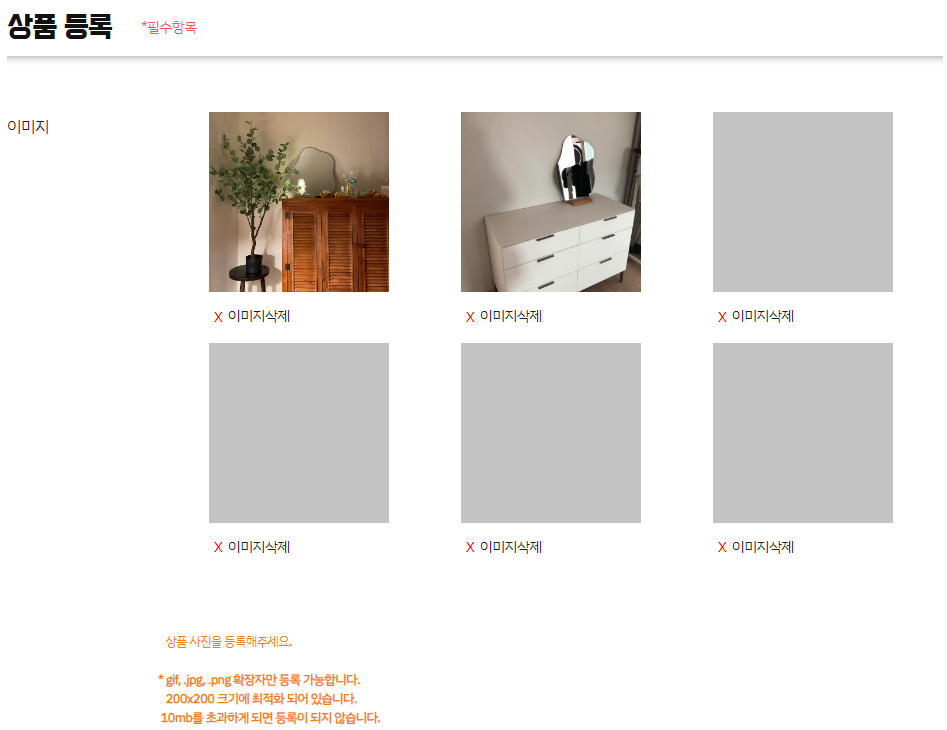 상품 등록 *필수항목
이미지
X 이미지삭제 X 이미지삭제 X 이미지삭제
X 이미지삭제 X 이미지삭제 X 이미지삭제
상품 사진을 등록해주세요.
* gif, .jpg, .png 확장자만 등록 가능합니다.
200x200 크기에 최적화 되어 있습니다.
10mb를 초과하게 되면 등록이 되지 않습니다.